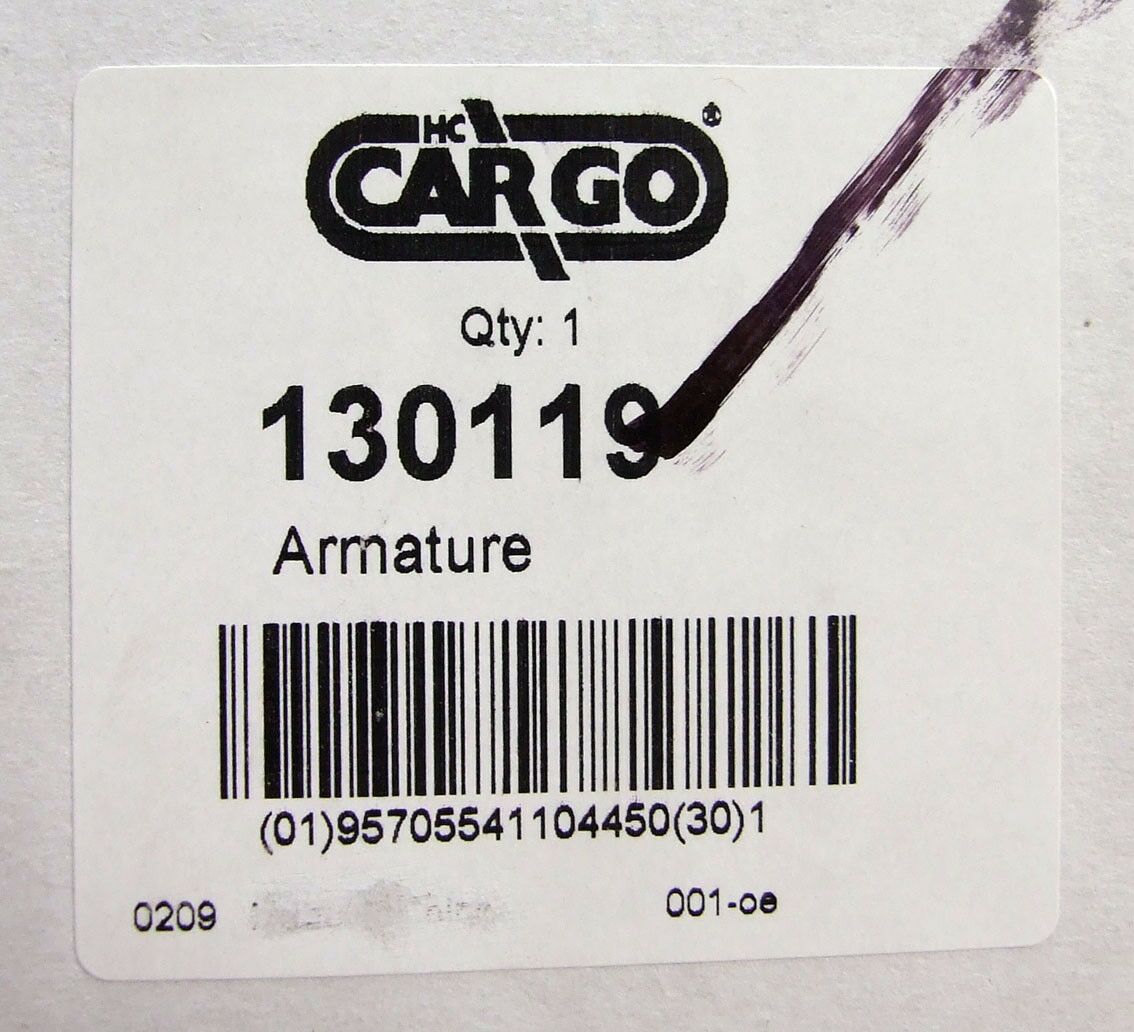 HC
CARGO®
Qty: 1
130119
Armature
(01)95705541104450(30)1
0209
001-oe